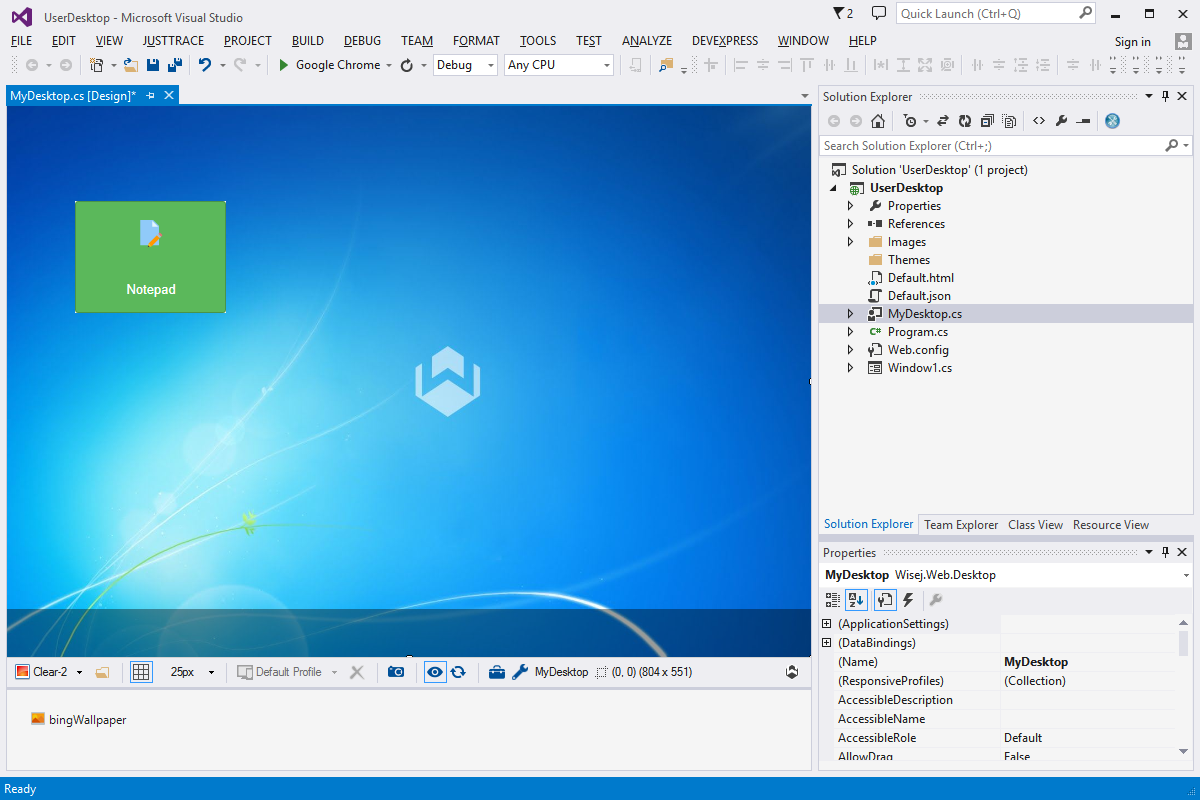 UserDesktop - Microsoft Visual Studio
2
Quick Launch (Ctrl+Q)
FILE EDIT VIEW JUSTTRACE PROJECT BUILD DEBUG TEAM FORMAT TOOLS TEST ANALYZE DEVEXPRESS WINDOW HELP
Sign in
Google Chrome Debug Any CPU
MyDesktop.cs [Design]*
Notepad
Clear-2 25px Default Profile MyDesktop (0, 0) (804 x 551)
bingWallpaper
Solution Explorer
Search Solution Explorer (Ctrl+;)
Solution 'UserDesktop' (1 project)
UserDesktop
Properties
References
Images
Themes
Default.html
Default.json
MyDesktop.cs
C# Program.cs
Web.config
Window1.cs
Solution Explorer Team Explorer Class View Resource View
Properties
MyDesktop Wisej.Web.Desktop
(ApplicationSettings)
(DataBindings)
(Name) MyDesktop
(ResponsiveProfiles) (Collection)
AccessibleDescription
AccessibleName
AccessibleRole Default
AllowDrag False
Ready